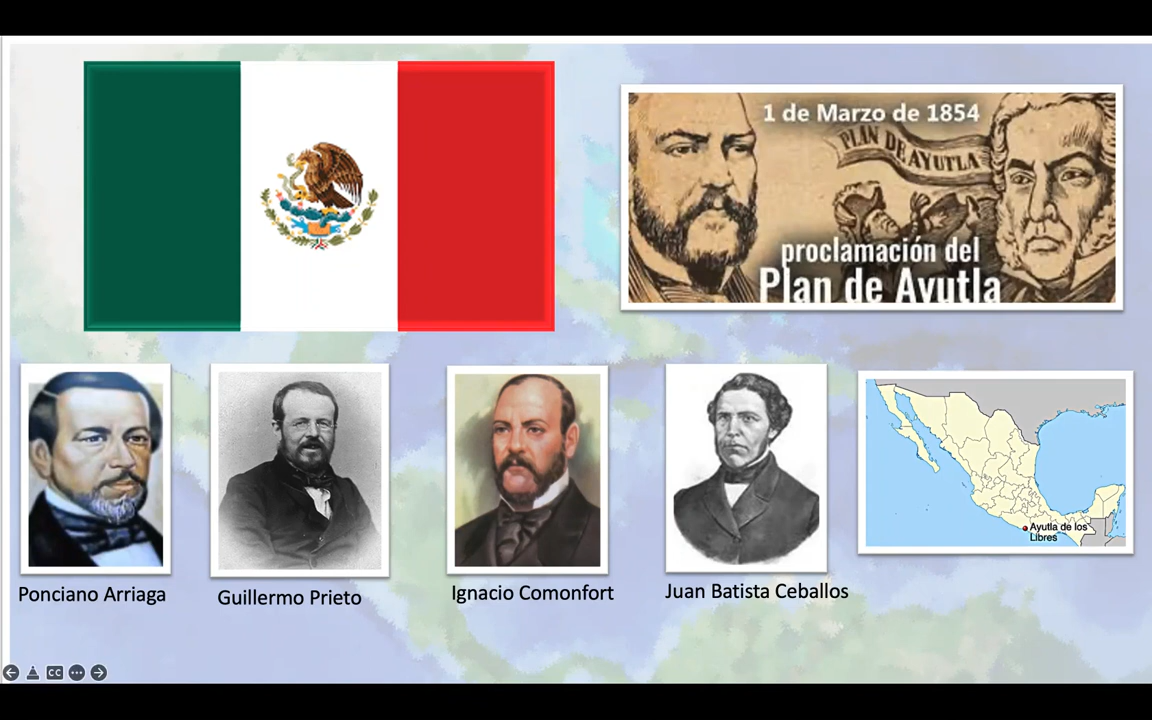 1 de Marzo de 1854
PLAN DE AYUTLA
proclamación del
Plan de Ayutla
Ponciano Arriaga
Guillermo Prieto
Ignacio Comonfort
Juan Batista Ceballos
Ayutla de los
Libres
CC